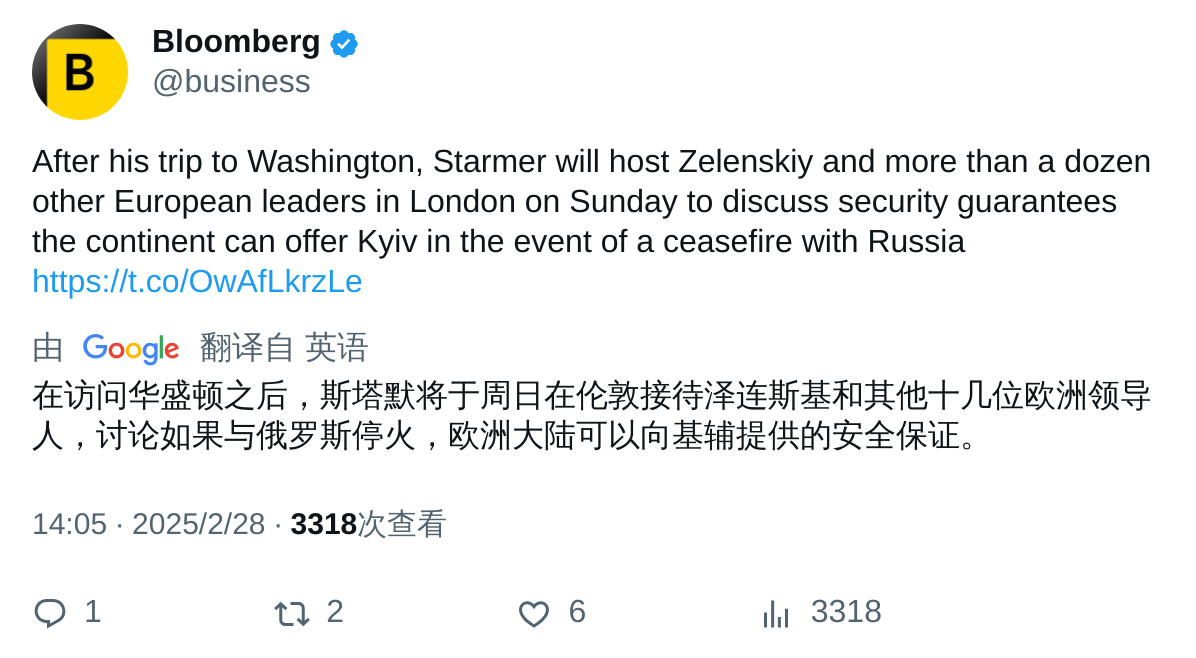 B
Bloomberg
@business
After his trip to Washington, Starmer will host Zelenskiy and more than a dozen
other European leaders in London on Sunday to discuss security guarantees
the continent can offer Kyiv in the event of a ceasefire with Russia
https://t.co/OwAfLkrzLe
由 Google 翻译自 英语
在访问华盛顿之后，斯塔默将于周日在伦敦接待泽连斯基和其他十几位欧洲领导
人，讨论如果与俄罗斯停火，欧洲大陆可以向基辅提供的安全保证。
14:05 · 2025/2/28 · 3318次查看
1 2 6 3318